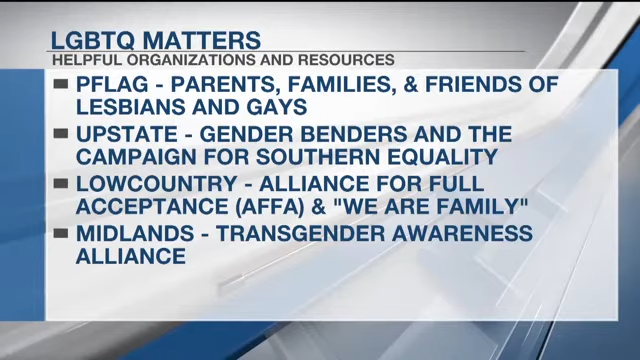 LGBTQ MATTERS
HELPFUL ORGANIZATIONS AND RESOURCES
PFLAG - PARENTS, FAMILIES, & FRIENDS OF
LESBIANS AND GAYS
UPSTATE - GENDER BENDERS AND THE
CAMPAIGN FOR SOUTHERN EQUALITY
LOWCOUNTRY - ALLIANCE FOR FULL
ACCEPTANCE (AFFA) & "WE ARE FAMILY"
MIDLANDS - TRANSGENDER AWARENESS
ALLIANCE